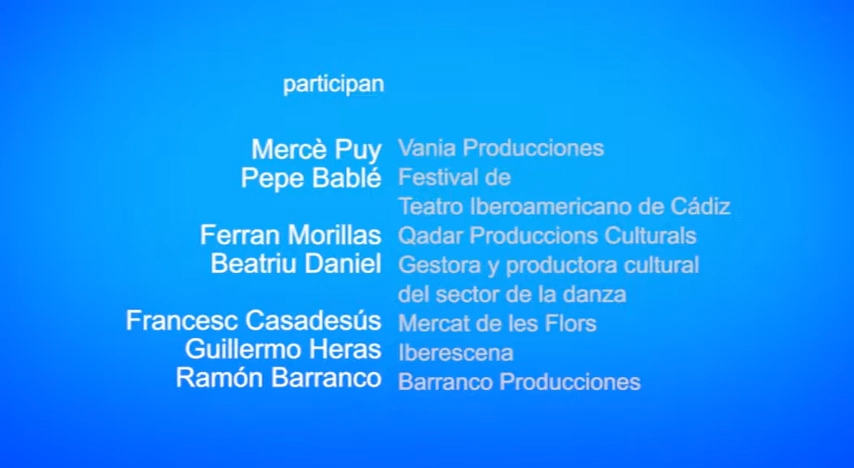 participan
Mercè Puy Vania Producciones
Pepe Bablé Festival de
Teatro Iberoamericano de Cádiz
Ferran Morillas Qadar Produccions Culturals
Beatriu Daniel Gestora y productora cultural
del sector de la danza
Francesc Casadesús Mercat de les Flors
Guillermo Heras Iberescena
Ramón Barranco Barranco Producciones